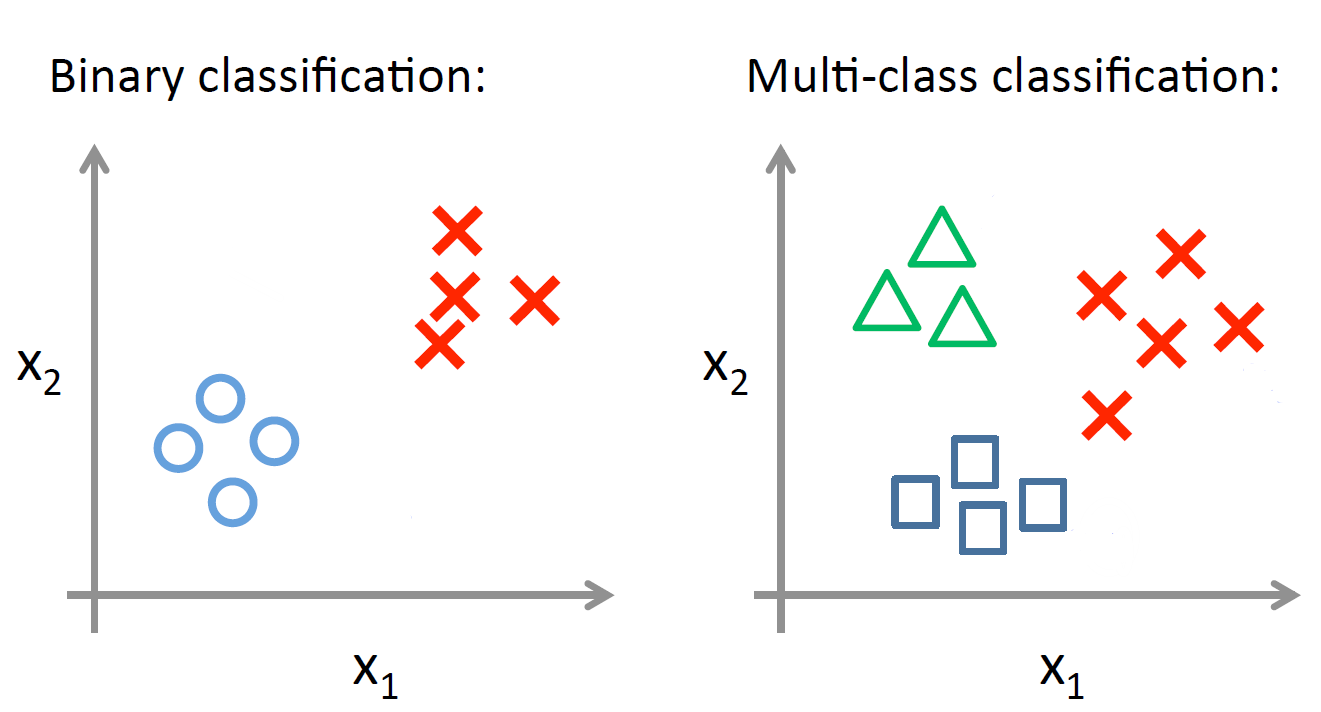 Binary classification:
x₂
x₁
Multi-class classification:
x₂
x₁